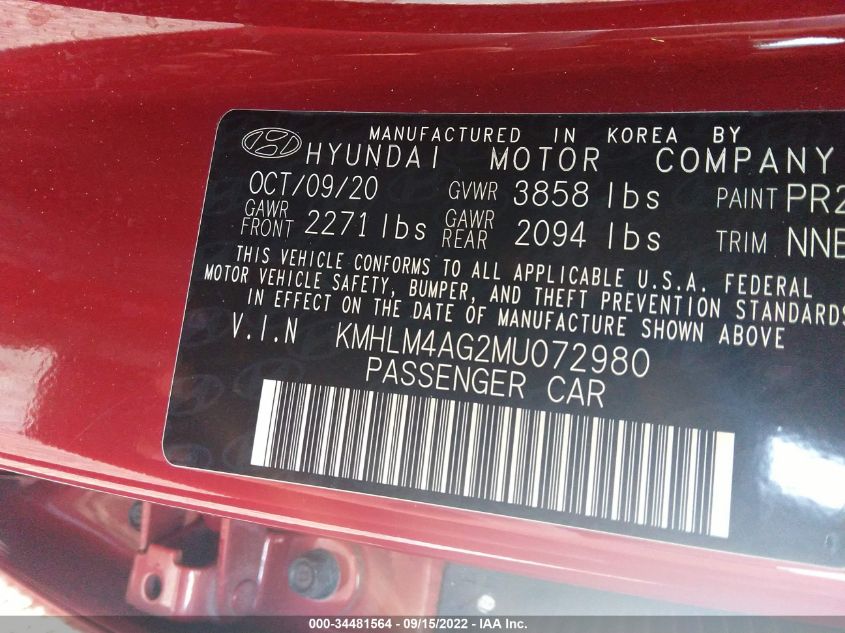 MANUFACTURED IN KOREA BY
HYUNDAI MOTOR COMPANY
OCT/09/20 GVWR 3858 lbs PAINT PR2
GAWR FRONT 2271 lbs GAWR REAR 2094 lbs TRIM NNB
THIS VEHICLE CONFORMS TO ALL APPLICABLE U.S.A. FEDERAL
MOTOR VEHICLE SAFETY, BUMPER, AND THEFT PREVENTION STANDARDS
IN EFFECT ON THE DATE OF MANUFACTURE SHOWN ABOVE.
V.I.N KMHLM4AG2MU072980
PASSENGER CAR
000-34481564 - 09/15/2022 - IAA Inc.